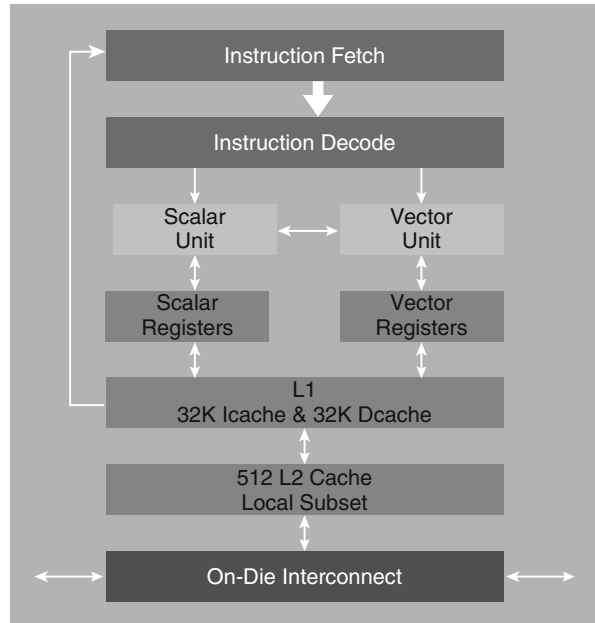 Instruction Fetch
Instruction Decode
Scalar
Unit
Vector
Unit
Scalar
Registers
Vector
Registers
L1
32K Icache & 32K Dcache
512 L2 Cache
Local Subset
On-Die Interconnect